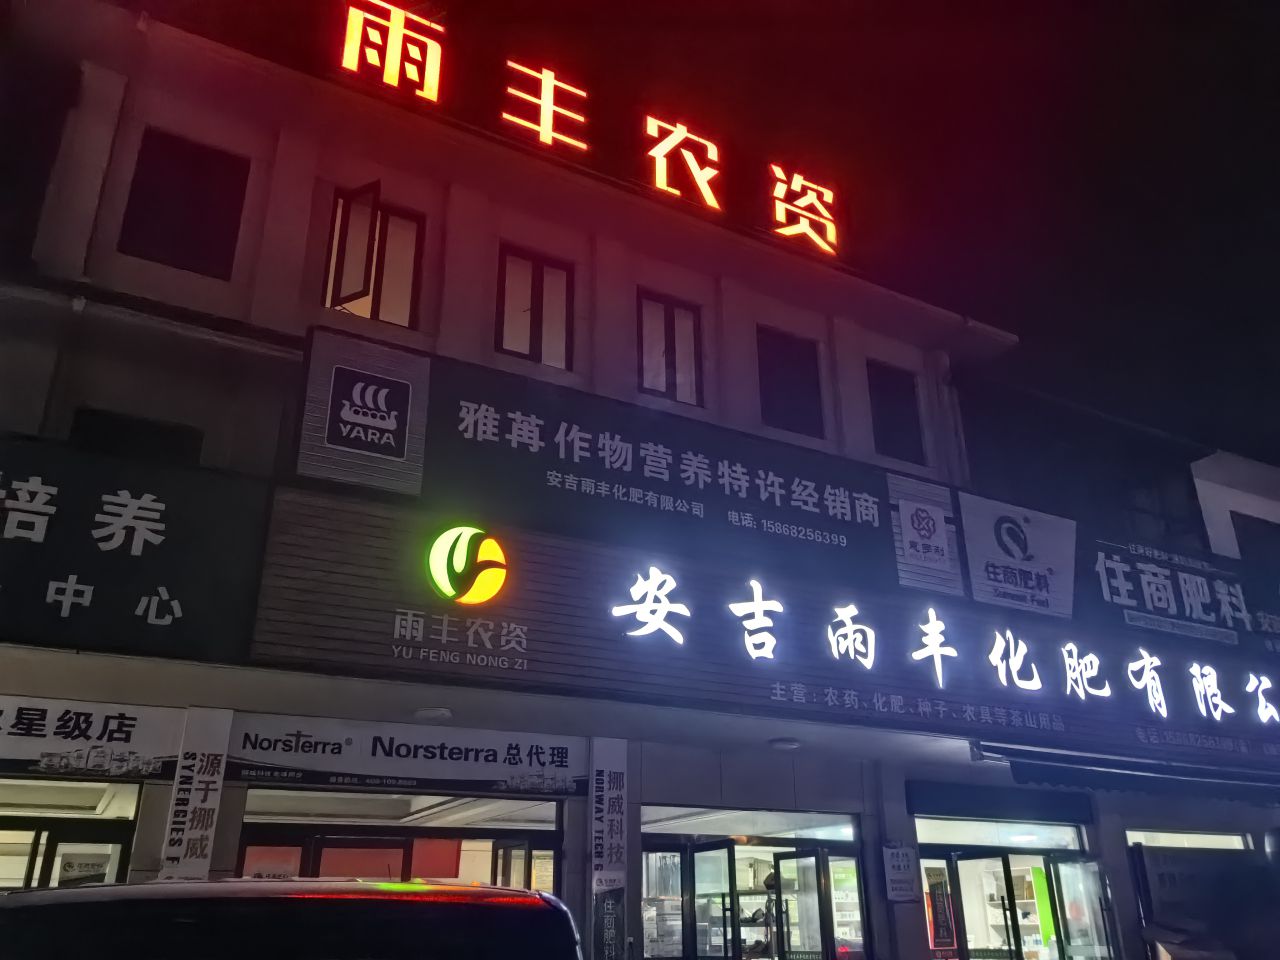 雨丰农资
YARA
雅苒作物营养特许经销商
安吉雨丰化肥有限公司 电话: 15868256399
住商肥料
住商肥料
培养
中心
雨丰农资
YU FENG NONG ZI
安吉雨丰化肥有限公
主营：农药、化肥、种子、农具等茶山用品
星级店
Norsterra
Norsterra总代理
源于挪威
SYNERGIES F
挪威科技
NORWAY TECH
住商肥料